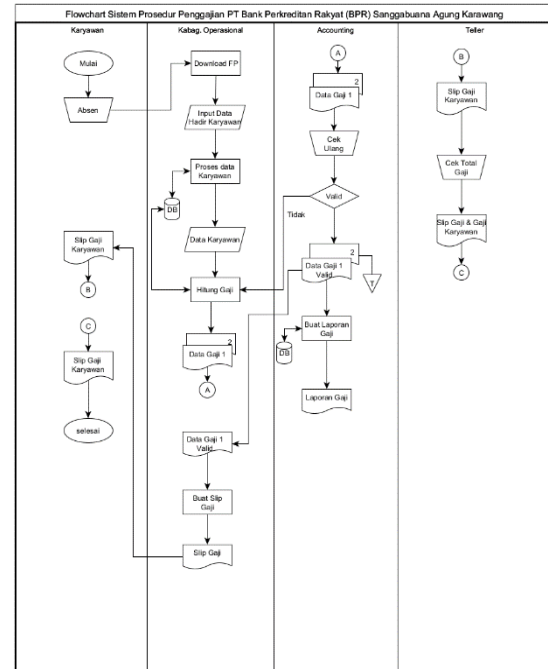 Flowchart Sistem Prosedur Penggajian PT Bank Perkreditan Rakyat (BPR) Sanggabuana Agung Karawang
Karyawan
Kabag. Operasional
Accounting
Teller
Mulai
Absen
Slip Gaji
Karyawan
B
C
Slip Gaji
Karyawan
selesai
Download FP
Input Data
Hadir Karyawan
Proses data
Karyawan
DB
Data Karyawan
Hitung Gaji
2
Data Gaji 1
A
Data Gaji 1
Valid
Buat Slip
Gaji
Slip Gaji
A
2
Data Gaji 1
Cek
Ulang
Valid
Tidak
2
Data Gaji 1
Valid
T
Buat Laporan
Gaji
DB
Laporan Gaji
B
Slip Gaji
Karyawan
Cek Total
Gaji
Slip Gaji & Gaji
Karyawan
C